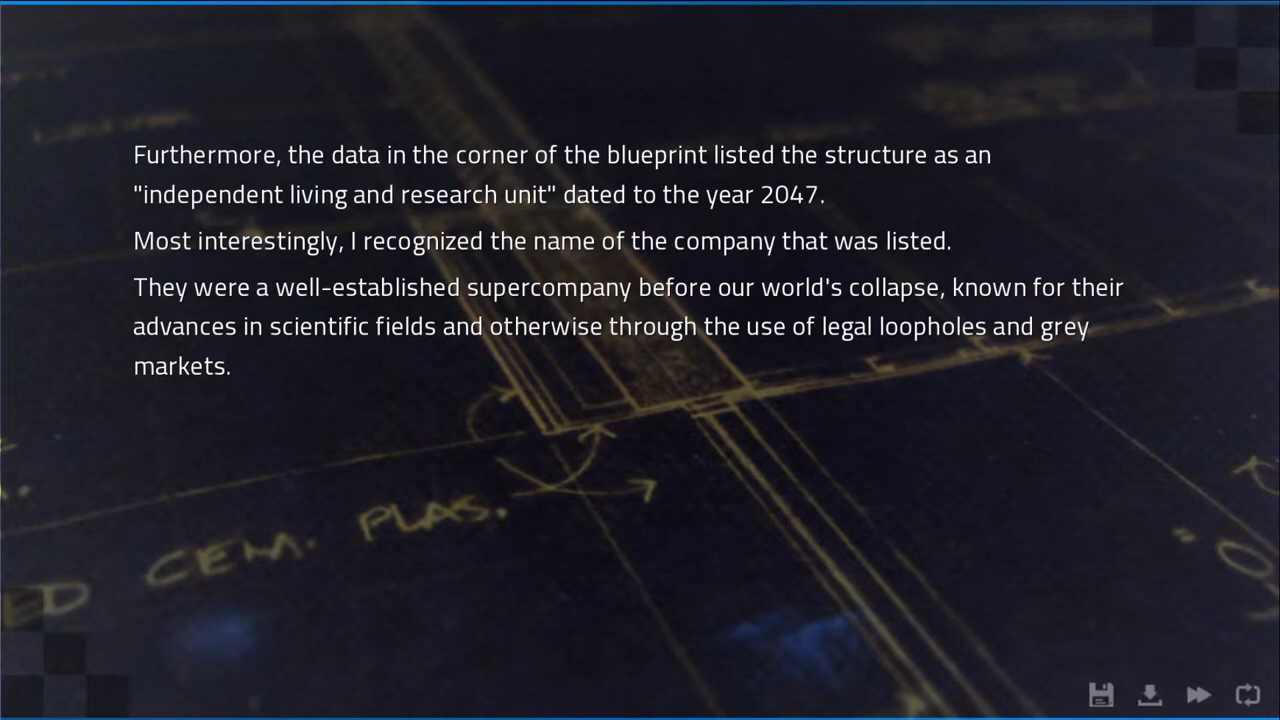 Furthermore, the data in the corner of the blueprint listed the structure as an
"independent living and research unit" dated to the year 2047.
Most interestingly, I recognized the name of the company that was listed.
They were a well-established supercompany before our world's collapse, known for their
advances in scientific fields and otherwise through the use of legal loopholes and grey
markets.
CEM. PLAS.